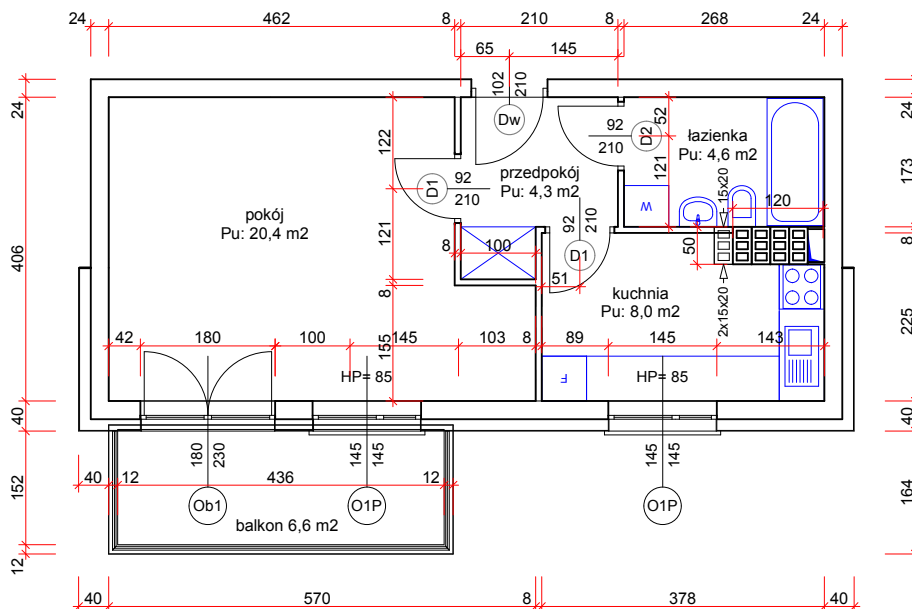 24 462 8 210 8 268 24
65 145
102 210
Dw
92 210
D2
52
121
łazienka
Pu: 4,6 m2
24
406
40
152
12
122
121
8
155
D1
92
210
przedpokój
Pu: 4,3 m2
pokój
Pu: 20,4 m2
W
15x20
120
24
173
8
225
40
164
8 100
92 210
D1
51
50
2x15x20
kuchnia
Pu: 8,0 m2
42 180 100 145 103 8 89 145 143
HP= 85
F
HP= 85
180 230
145 145
145 145
40 12 436 12
Ob1
O1P
O1P
balkon 6,6 m2
40 570 8 378 40